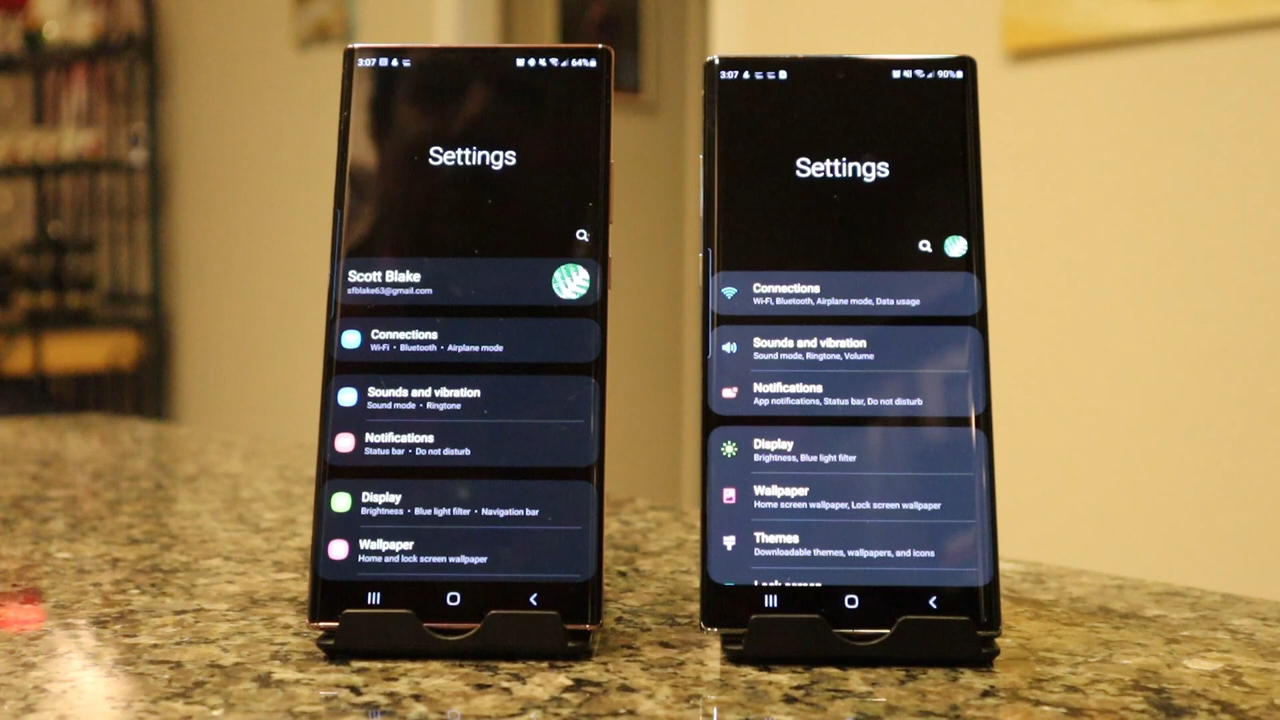 3:07
64%
Settings
Scott Blake
sfblake63@gmail.com
Connections
Wi-Fi • Bluetooth • Airplane mode
Sounds and vibration
Sound mode • Ringtone
Notifications
Status bar • Do not disturb
Display
Brightness • Blue light filter • Navigation bar
Wallpaper
Home and lock screen wallpaper
3:07
90%
Settings
Connections
Wi-Fi, Bluetooth, Airplane mode, Data usage
Sounds and vibration
Sound mode, Ringtone, Volume
Notifications
App notifications, Status bar, Do not disturb
Display
Brightness, Blue light filter
Wallpaper
Home screen wallpaper, Lock screen wallpaper
Themes
Downloadable themes, wallpapers, and icons
Lock screen